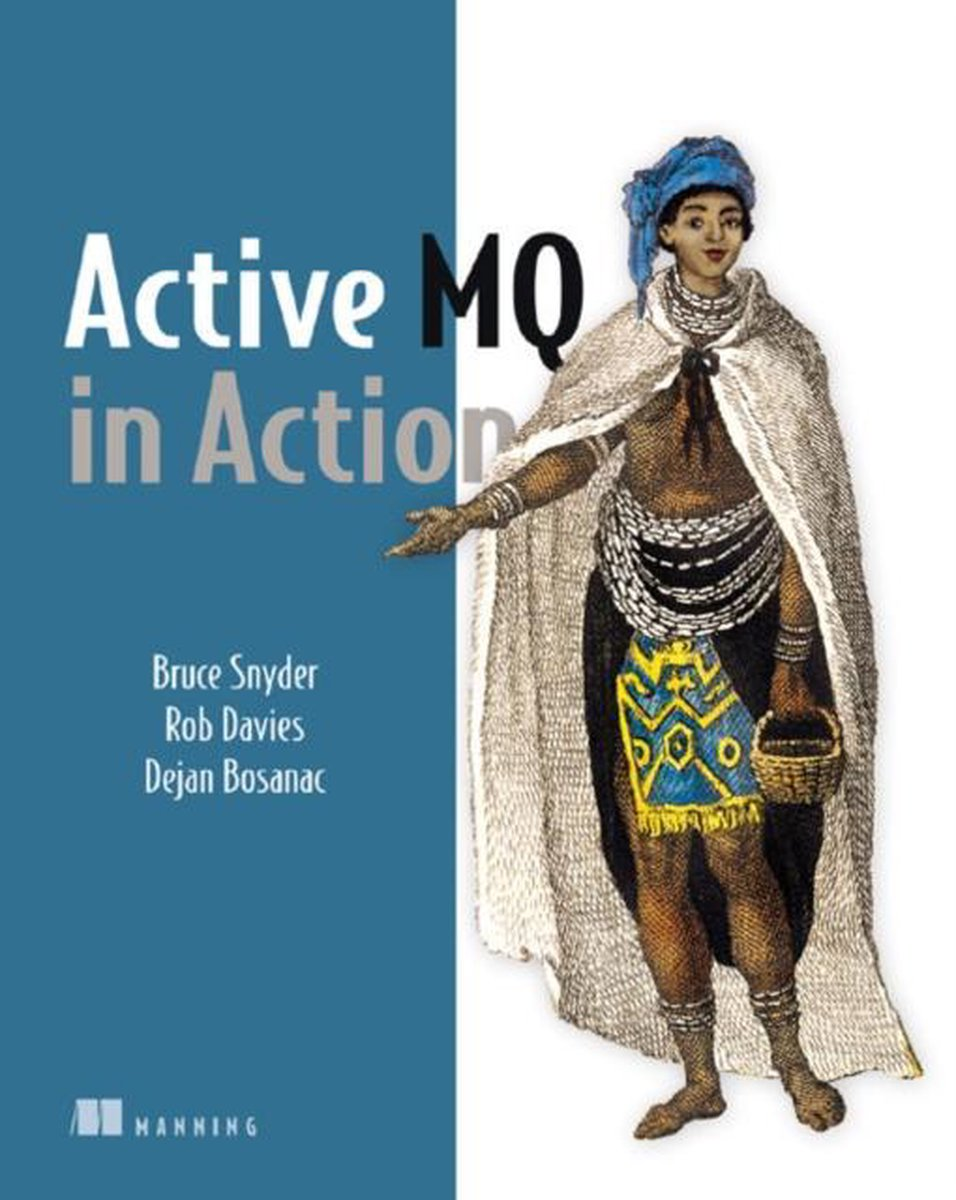 Active MQ
in Action
Bruce Snyder
Rob Davies
Dejan Bosanac
MANNING